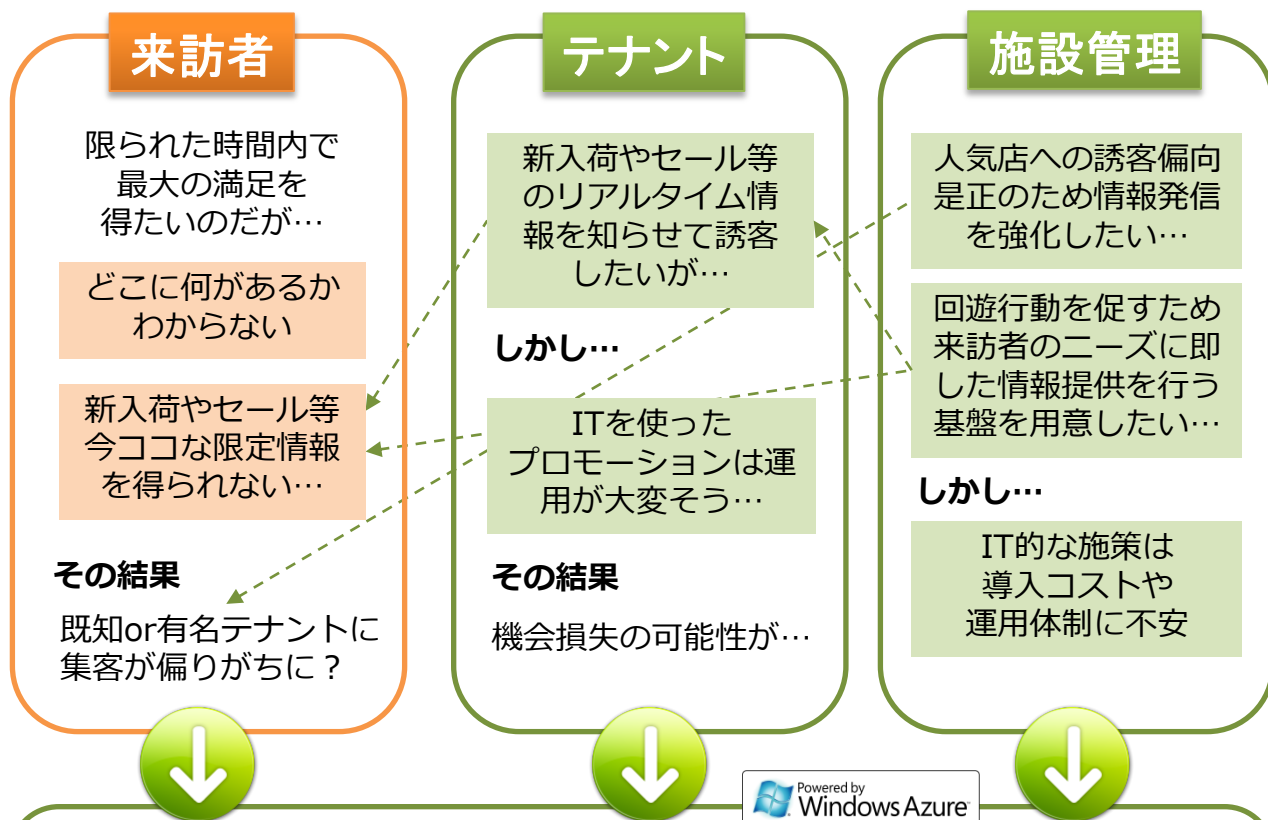 来訪者
限られた時間内で
最大の満足を
得たいのだが…
どこに何があるか
わからない
新入荷やセール等
今ココな限定情報
を得られない…
その結果
既知or有名テナントに
集客が偏りがちに？
テナント
新入荷やセール等
のリアルタイム情
報を知らせて誘客
したいが…
しかし…
ITを使った
プロモーションは運
用が大変そう…
その結果
機会損失の可能性が…
施設管理
人気店への誘客偏向
是正のため情報発信
を強化したい…
回遊行動を促すため
来訪者のニーズに即
した情報提供を行う
基盤を用意したい…
しかし…
IT的な施策は
導入コストや
運用体制に不安
Powered by
Windows Azure